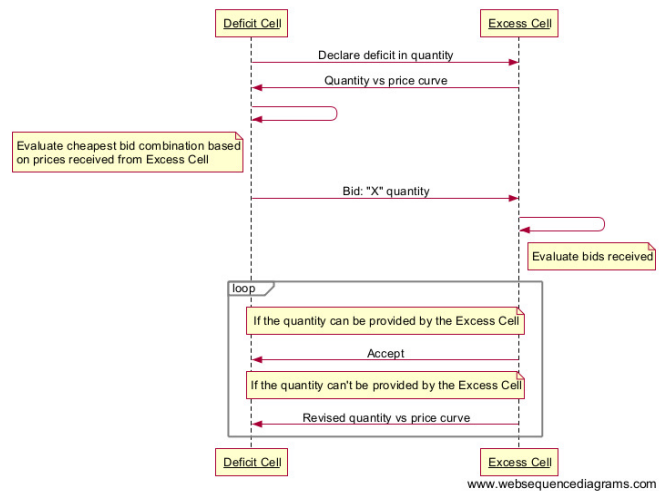 Deficit Cell
Excess Cell
Declare deficit in quantity
Quantity vs price curve
Evaluate cheapest bid combination based
on prices received from Excess Cell
Bid: "X" quantity
Evaluate bids received
loop
If the quantity can be provided by the Excess Cell
Accept
If the quantity can't be provided by the Excess Cell
Revised quantity vs price curve
Deficit Cell
Excess Cell
www.websequencediagrams.com